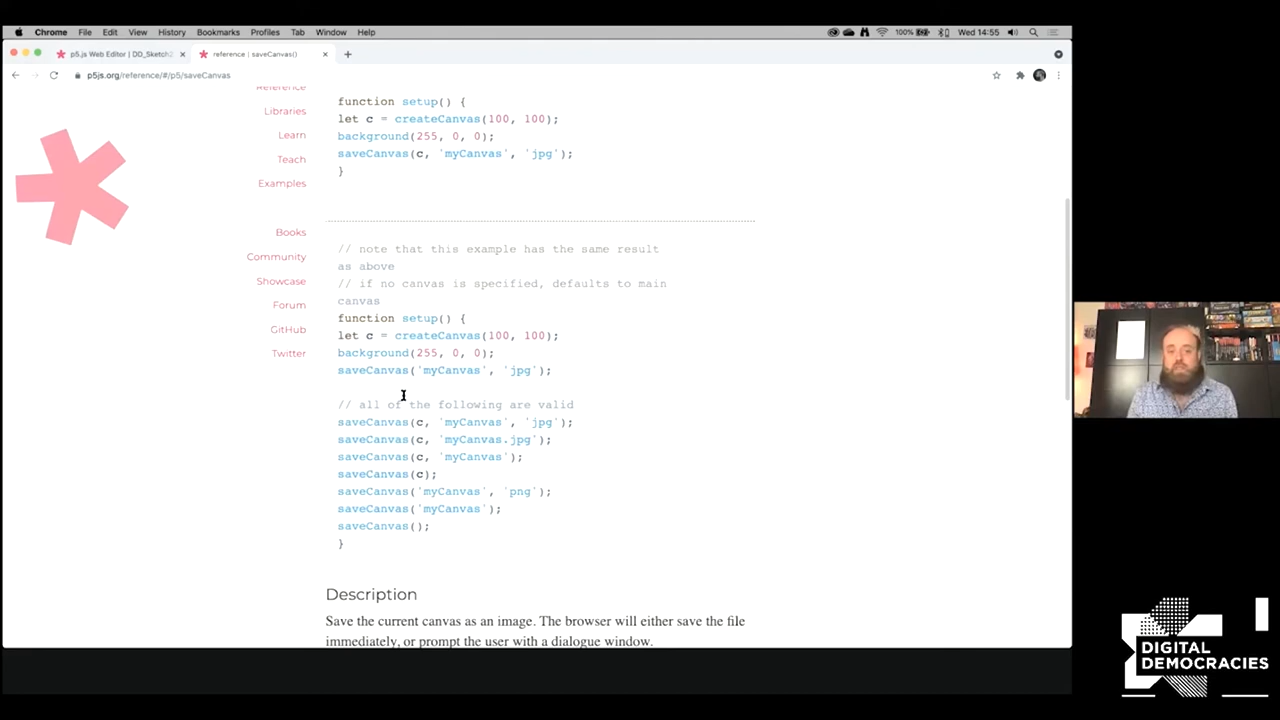 Chrome File Edit View History Bookmarks Profiles Tab Window Help 100% Wed 14:55
p5.js Web Editor | DD_Sketch2 reference | saveCanvas()
p5js.org/reference/#/p5/saveCanvas
Reference
Libraries
Learn
Teach
Examples
Books
Community
Showcase
Forum
GitHub
Twitter
function setup() {
let c = createCanvas(100, 100);
background(255, 0, 0);
saveCanvas(c, 'myCanvas', 'jpg');
}
// note that this example has the same result
as above
// if no canvas is specified, defaults to main
canvas
function setup() {
let c = createCanvas(100, 100);
background(255, 0, 0);
saveCanvas('myCanvas', 'jpg');
// all of the following are valid
saveCanvas(c, 'myCanvas', 'jpg');
saveCanvas(c, 'myCanvas.jpg');
saveCanvas(c, 'myCanvas');
saveCanvas(c);
saveCanvas('myCanvas', 'png');
saveCanvas('myCanvas');
saveCanvas();
}
Description
Save the current canvas as an image. The browser will either save the file
immediately, or prompt the user with a dialogue window.
DIGITAL
DEMOCRACIES